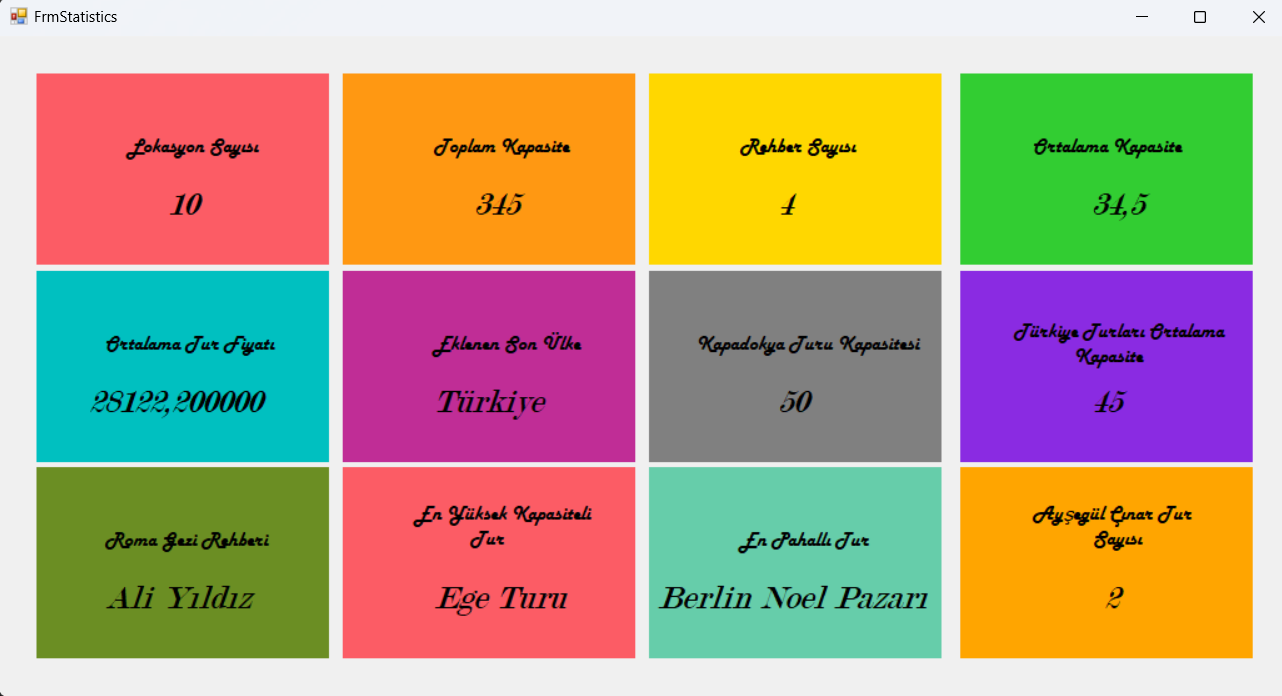 FrmStatistics
Lokasyon Sayısı
10
Toplam Kapasite
345
Rehber Sayısı
4
Ortalama Kapasite
34,5
Ortalama Tur Fiyatı
28122,200000
Eklenen Son Ülke
Türkiye
Kapadokya Turu Kapasitesi
50
Türkiye Turları Ortalama
Kapasite
45
Roma Gezi Rehberi
Ali Yıldız
En Yüksek Kapasiteli
Tur
Ege Turu
En Pahallı Tur
Berlin Noel Pazarı
Ayşegül Çınar Tur
Sayısı
2